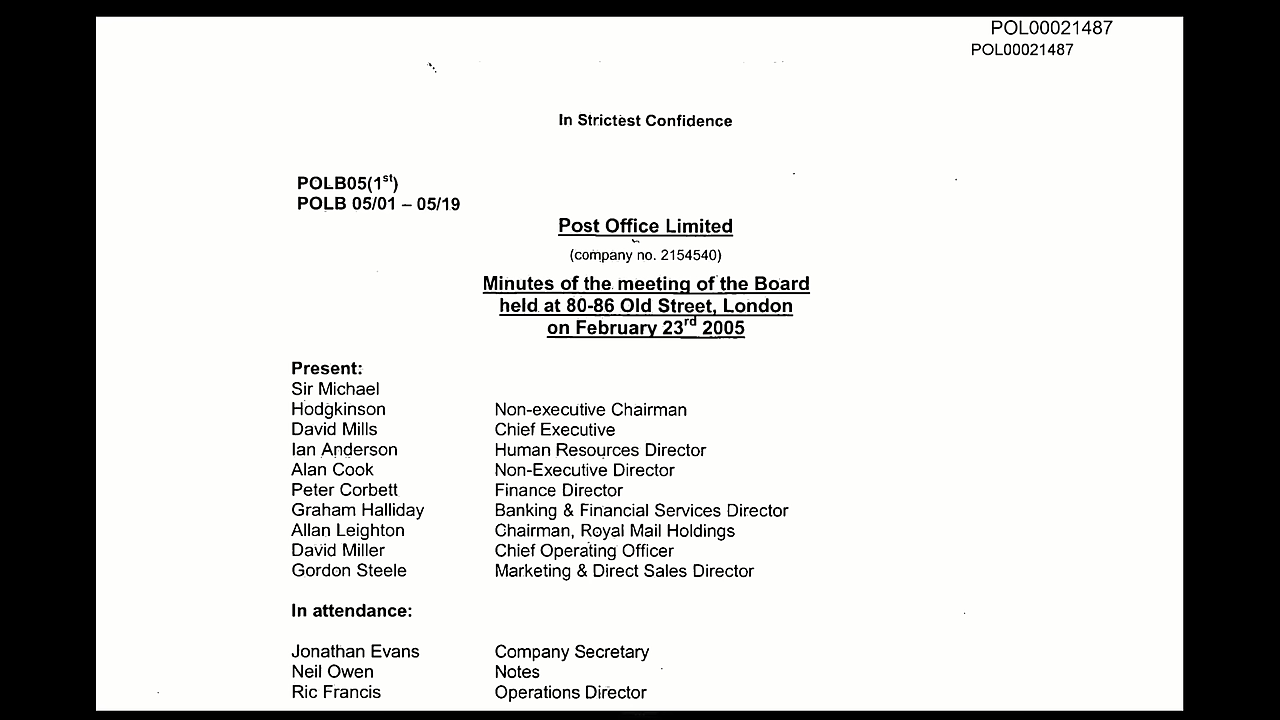 POL00021487
POL00021487
In Strictest Confidence
POLB05(1st)
POLB 05/01 – 05/19
Post Office Limited
(company no. 2154540)
Minutes of the meeting of the Board
held at 80-86 Old Street, London
on February 23rd 2005
Present:
Sir Michael
Hodgkinson Non-executive Chairman
David Mills Chief Executive
Ian Anderson Human Resources Director
Alan Cook Non-Executive Director
Peter Corbett Finance Director
Graham Halliday Banking & Financial Services Director
Allan Leighton Chairman, Royal Mail Holdings
David Miller Chief Operating Officer
Gordon Steele Marketing & Direct Sales Director
In attendance:
Jonathan Evans Company Secretary
Neil Owen Notes
Ric Francis Operations Director